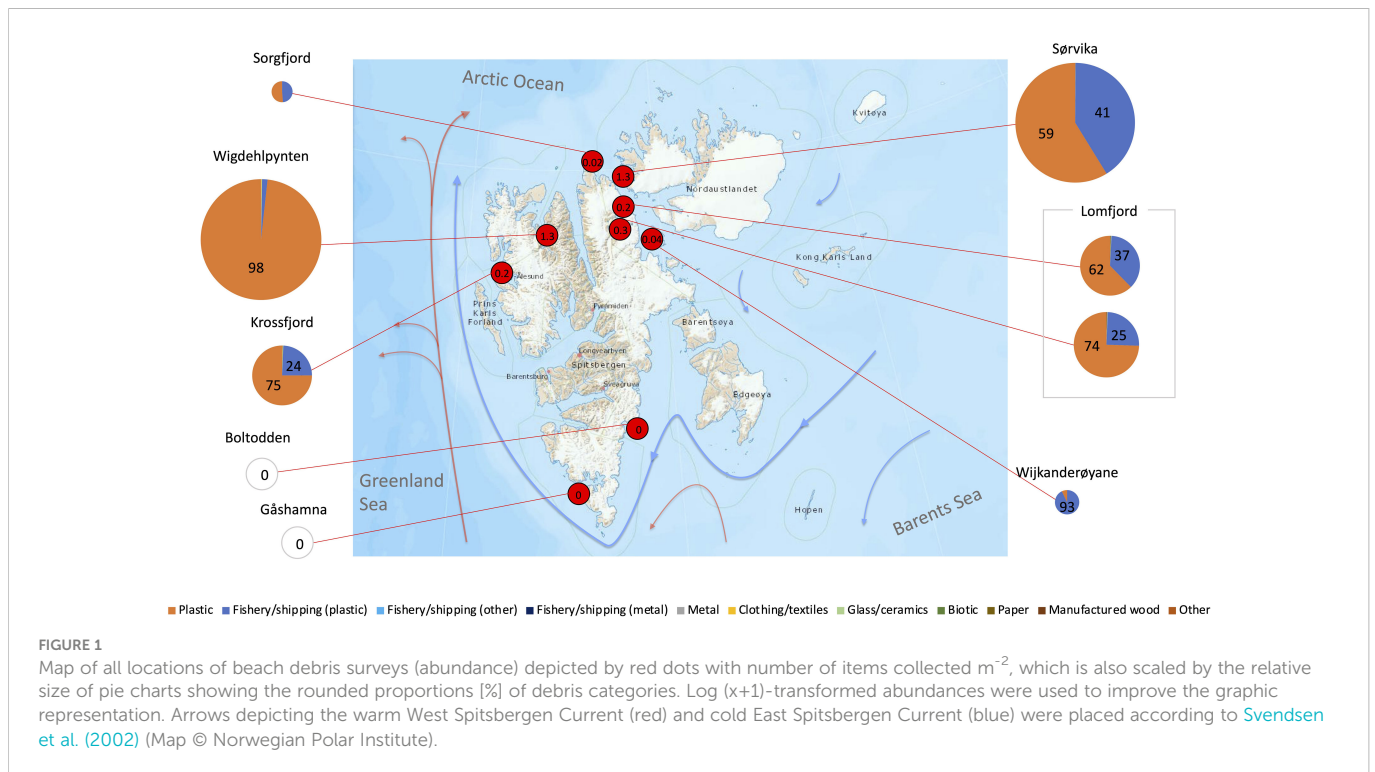 Sorgfjord
Wigdehlpynten
98
Krossfjord
24
75
Boltodden
0
Gåshamna
0
Arctic Ocean
Kvitøya
Nordaustlandet
Kong Karls Land
Ålesund
Prins
Karls
Forland
Pyramiden
Barentsøya
Longyearbyen
Spitsbergen
Barentsburg
Sveagruva
Edgeøya
Hopen
Greenland
Sea
Barents Sea
0.02
1.3
0.2
0.3
0.04
1.3
0.2
0
0
Sørvika
41
59
Lomfjord
37
62
25
74
Wijkanderøyane
93
Plastic Fishery/shipping (plastic) Fishery/shipping (other) Fishery/shipping (metal) Metal Clothing/textiles Glass/ceramics Biotic Paper Manufactured wood Other
FIGURE 1
Map of all locations of beach debris surveys (abundance) depicted by red dots with number of items collected m-2, which is also scaled by the relative
size of pie charts showing the rounded proportions [%] of debris categories. Log (x+1)-transformed abundances were used to improve the graphic
representation. Arrows depicting the warm West Spitsbergen Current (red) and cold East Spitsbergen Current (blue) were placed according to Svendsen
et al. (2002) (Map © Norwegian Polar Institute).